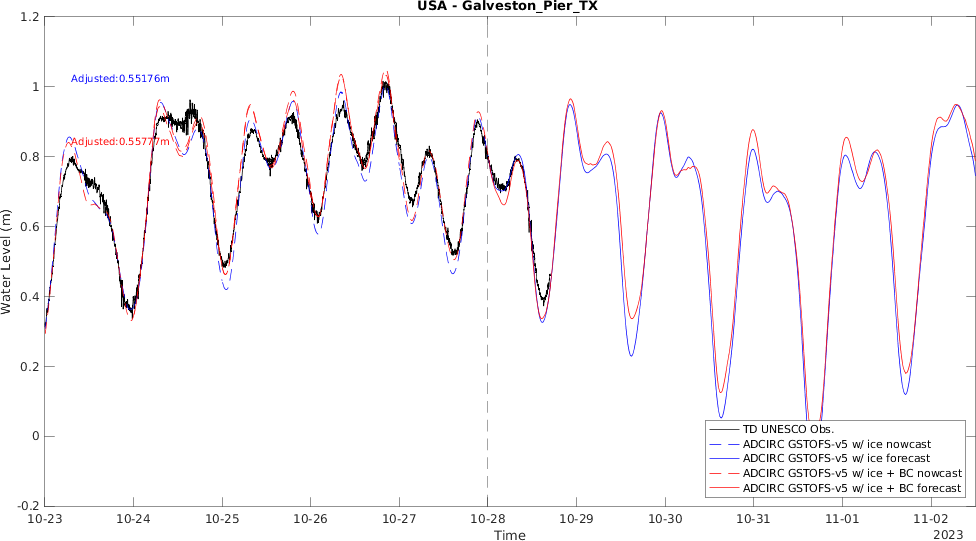 USA - Galveston_Pier_TX
1.2
1
0.8
0.6
0.4
0.2
0
-0.2
Water Level (m)
Adjusted:0.55176m
Adjusted:0.55777m
TD UNESCO Obs.
ADCIRC GSTOFS-v5 w/ ice nowcast
ADCIRC GSTOFS-v5 w/ ice forecast
ADCIRC GSTOFS-v5 w/ ice + BC nowcast
ADCIRC GSTOFS-v5 w/ ice + BC forecast
10-23 10-24 10-25 10-26 10-27 10-28 10-29 10-30 10-31 11-01 11-02
Time
2023